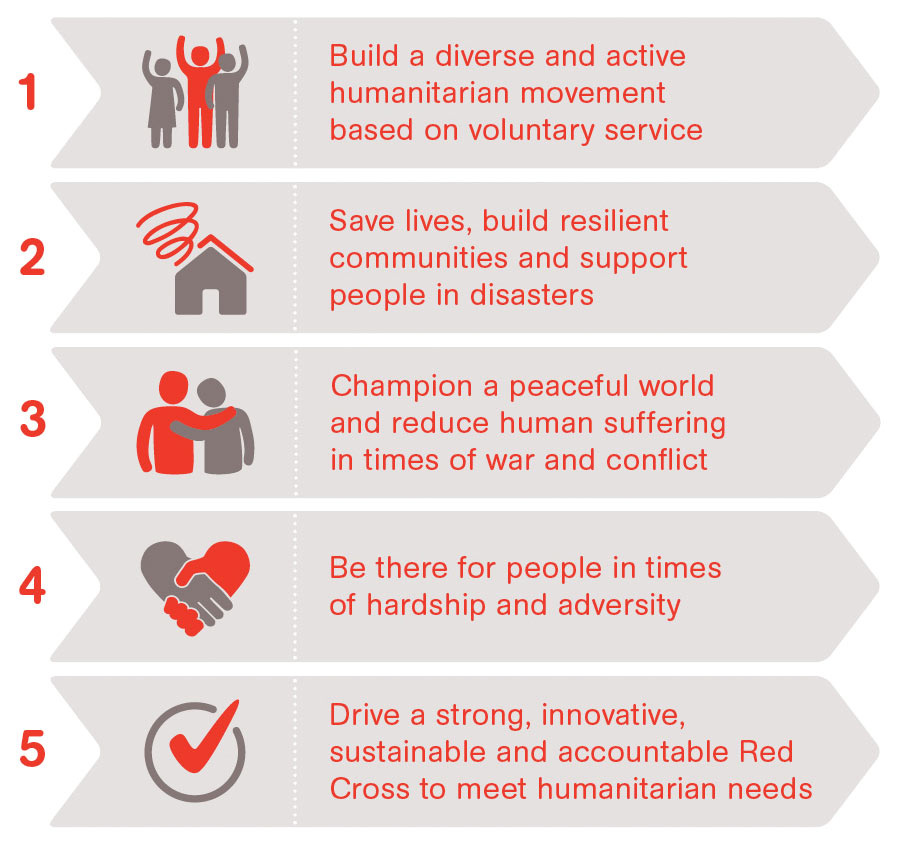 1
Build a diverse and active
humanitarian movement
based on voluntary service
2
Save lives, build resilient
communities and support
people in disasters
3
Champion a peaceful world
and reduce human suffering
in times of war and conflict
4
Be there for people in times
of hardship and adversity
5
Drive a strong, innovative,
sustainable and accountable Red
Cross to meet humanitarian needs